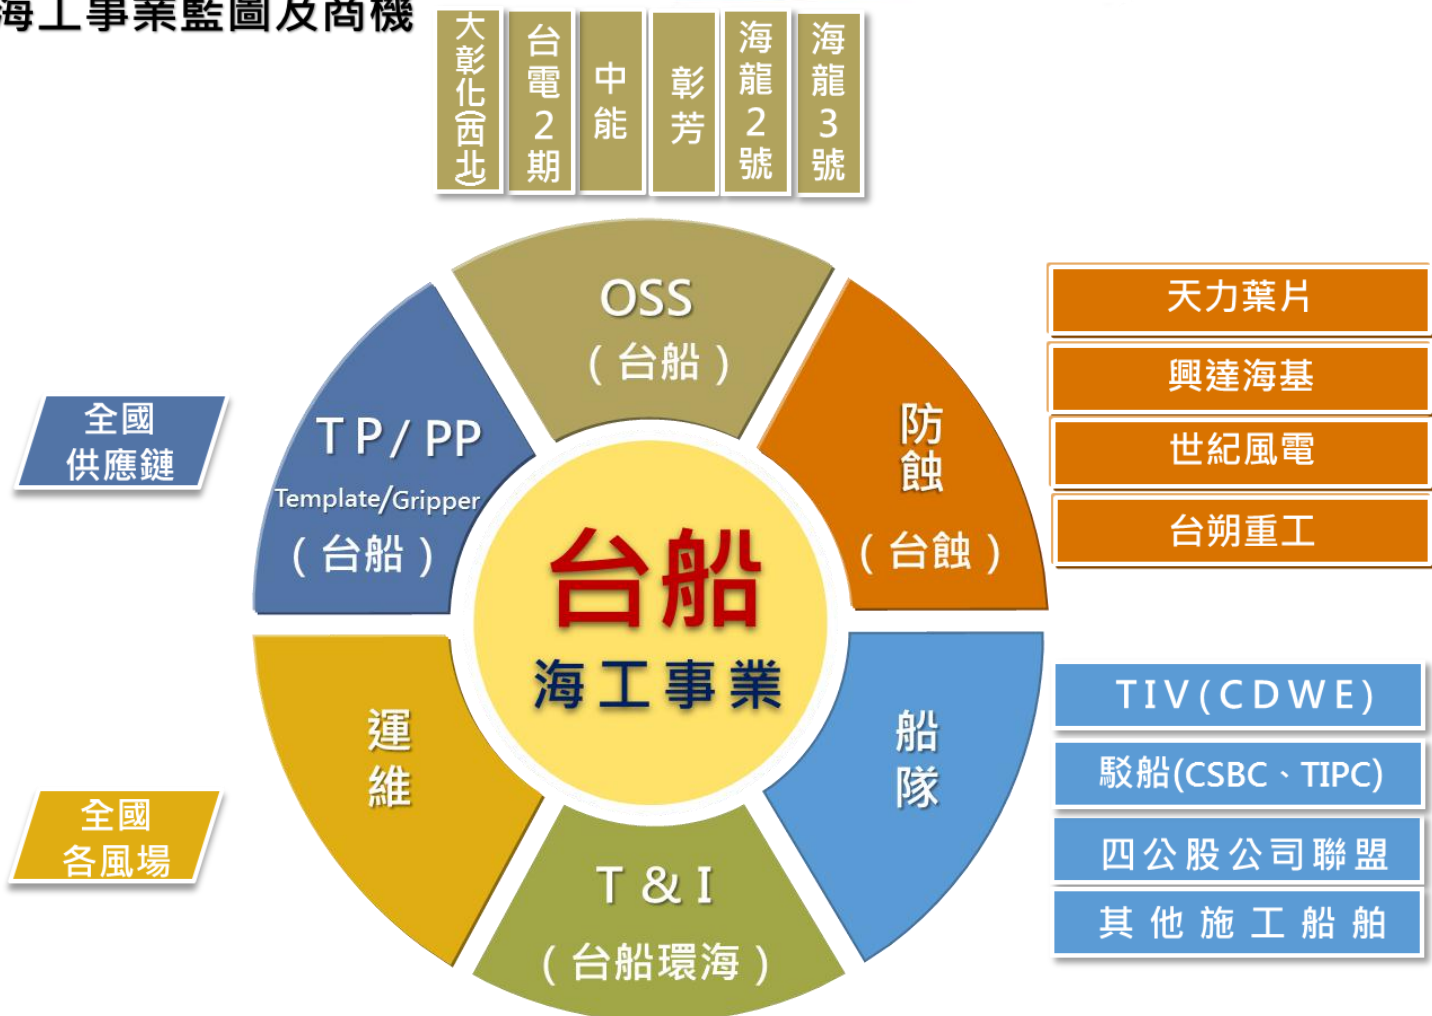 海工事業藍圖及商機
大彰化(西北)
台電2期
中能
彰芳
海龍2號
海龍3號
OSS
(台船)
TP/PP
Template/Gripper
(台船)
防蝕
(台蝕)
全國
供應鏈
天力葉片
興達海基
世紀風電
台朔重工
台船
海工事業
運維
船隊
T & I
(台船環海)
全國
各風場
TIV(CDWE)
駁船(CSBC、TIPC)
四公股公司聯盟
其他施工船舶